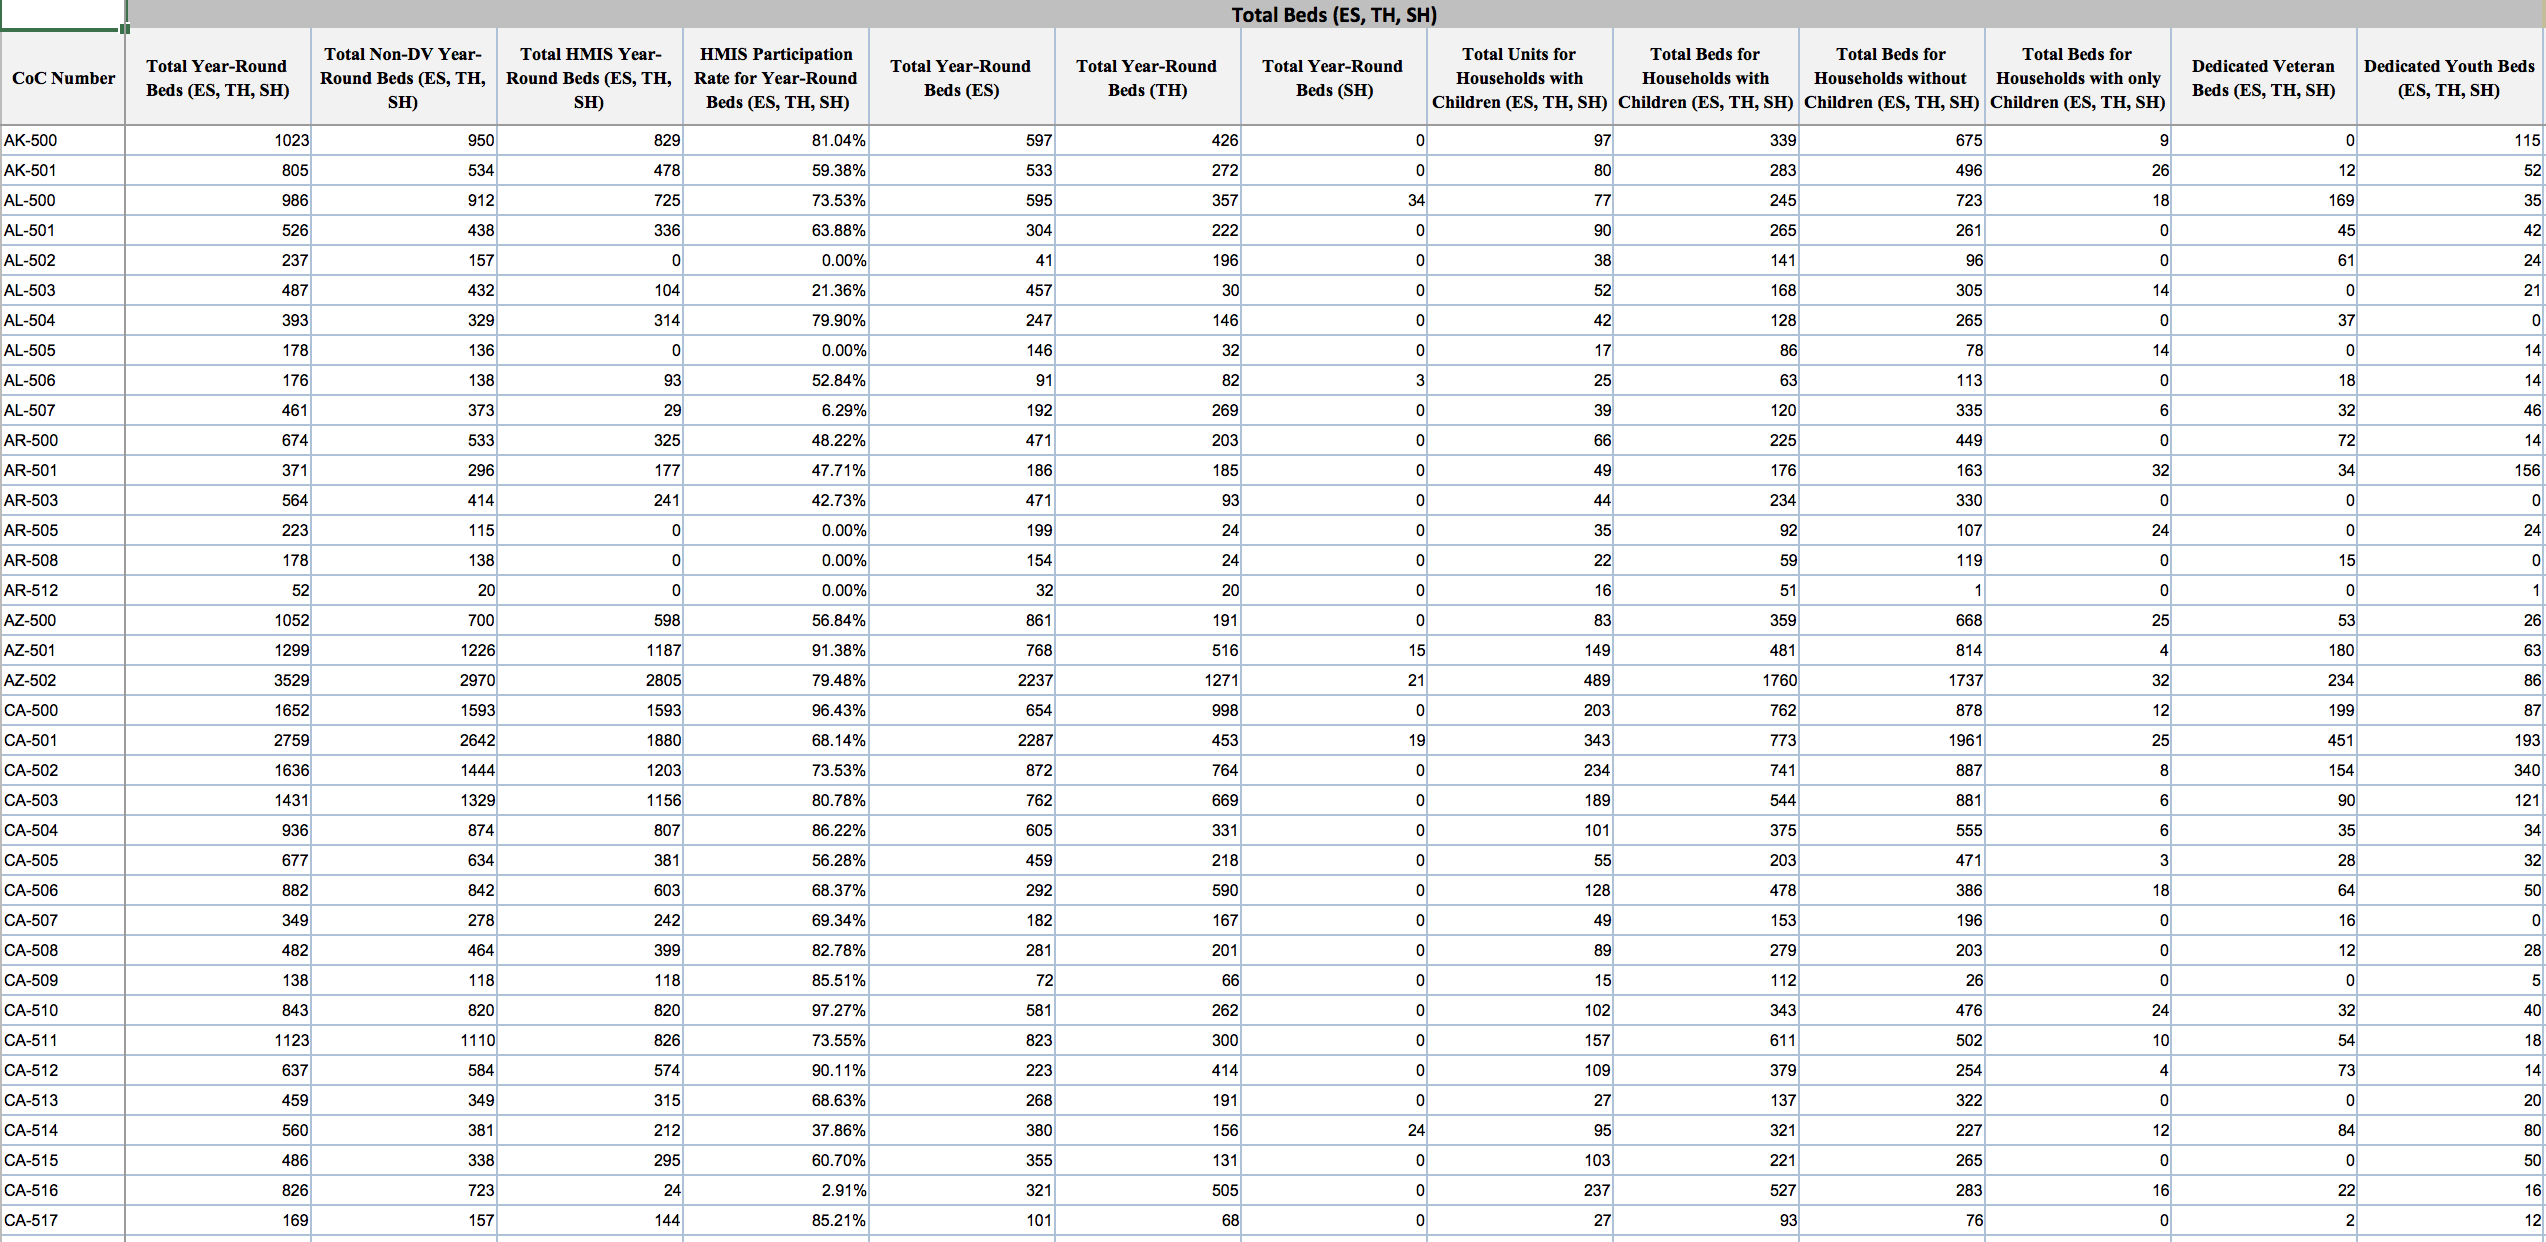 Total Beds (ES, TH, SH)
CoC Number Total Year-Round Beds (ES, TH, SH) Total Non-DV Year-Round Beds (ES, TH, SH) Total HMIS Year-Round Beds (ES, TH, SH) HMIS Participation Rate for Year-Round Beds (ES, TH, SH) Total Year-Round Beds (ES) Total Year-Round Beds (TH) Total Year-Round Beds (SH) Total Units for Households with Children (ES, TH, SH) Total Beds for Households with Children (ES, TH, SH) Total Beds for Households without Children (ES, TH, SH) Total Beds for Households with only Children (ES, TH, SH) Dedicated Veteran Beds (ES, TH, SH) Dedicated Youth Beds (ES, TH, SH)
AK-500 1023 950 829 81.04% 597 426 0 97 339 675 9 0 115
AK-501 805 534 478 59.38% 533 272 0 80 283 496 26 12 52
AL-500 986 912 725 73.53% 595 357 34 77 245 723 18 169 35
AL-501 526 438 336 63.88% 304 222 0 90 265 261 0 45 42
AL-502 237 157 0 0.00% 41 196 0 38 141 96 0 61 24
AL-503 487 432 104 21.36% 457 30 0 52 168 305 14 0 21
AL-504 393 329 314 79.90% 247 146 0 42 128 265 0 37 0
AL-505 178 136 0 0.00% 146 32 0 17 86 78 14 0 14
AL-506 176 138 93 52.84% 91 82 3 25 63 113 0 18 14
AL-507 461 373 29 6.29% 192 269 0 39 120 335 6 32 46
AR-500 674 533 325 48.22% 471 203 0 66 225 449 0 72 14
AR-501 371 296 177 47.71% 186 185 0 49 176 163 32 34 156
AR-503 564 414 241 42.73% 471 93 0 44 234 330 0 0 0
AR-505 223 115 0 0.00% 199 24 0 35 92 107 24 0 24
AR-508 178 138 0 0.00% 154 24 0 22 59 119 0 15 0
AR-512 52 20 0 0.00% 32 20 0 16 51 1 0 0 1
AZ-500 1052 700 598 56.84% 861 191 0 83 359 668 25 53 26
AZ-501 1299 1226 1187 91.38% 768 516 15 149 481 814 4 180 63
AZ-502 3529 2970 2805 79.48% 2237 1271 21 489 1760 1737 32 234 86
CA-500 1652 1593 1593 96.43% 654 998 0 203 762 878 12 199 87
CA-501 2759 2642 1880 68.14% 2287 453 19 343 773 1961 25 451 193
CA-502 1636 1444 1203 73.53% 872 764 0 234 741 887 8 154 340
CA-503 1431 1329 1156 80.78% 762 669 0 189 544 881 6 90 121
CA-504 936 874 807 86.22% 605 331 0 101 375 555 6 35 34
CA-505 677 634 381 56.28% 459 218 0 55 203 471 3 28 32
CA-506 882 842 603 68.37% 292 590 0 128 478 386 18 64 50
CA-507 349 278 242 69.34% 182 167 0 49 153 196 0 16 0
CA-508 482 464 399 82.78% 281 201 0 89 279 203 0 12 28
CA-509 138 118 118 85.51% 72 66 0 15 112 26 0 0 5
CA-510 843 820 820 97.27% 581 262 0 102 343 476 24 32 40
CA-511 1123 1110 826 73.55% 823 300 0 157 611 502 10 54 18
CA-512 637 584 574 90.11% 223 414 0 109 379 254 4 73 14
CA-513 459 349 315 68.63% 268 191 0 27 137 322 0 0 20
CA-514 560 381 212 37.86% 380 156 24 95 321 227 12 84 80
CA-515 486 338 295 60.70% 355 131 0 103 221 265 0 0 50
CA-516 826 723 24 2.91% 321 505 0 237 527 283 16 22 16
CA-517 169 157 144 85.21% 101 68 0 27 93 76 0 2 12